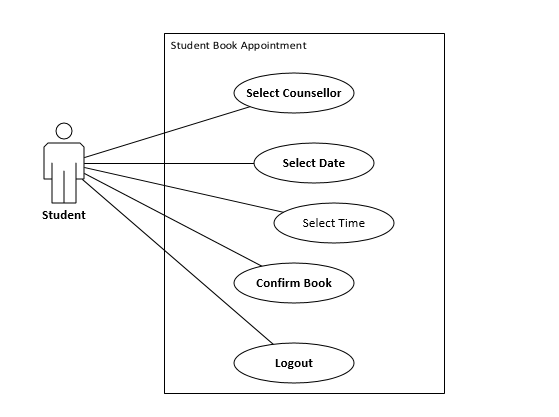 Student Book Appointment
Select Counsellor
Select Date
Select Time
Confirm Book
Logout
Student